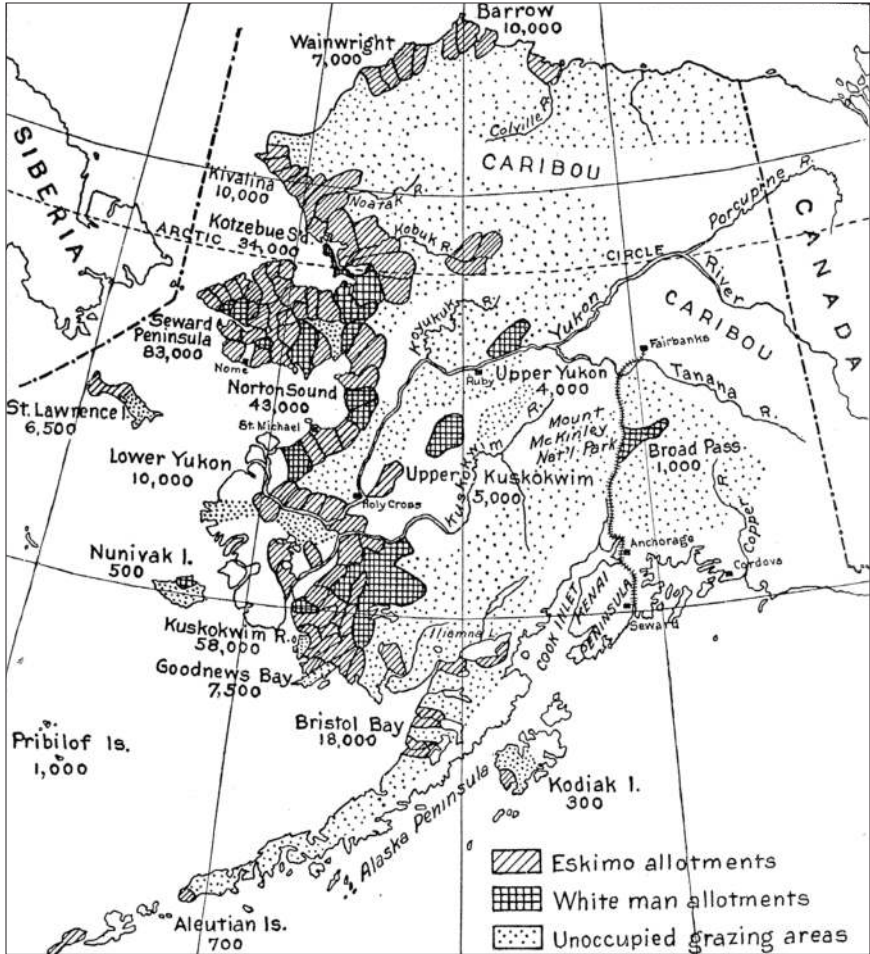 Barrow
10,000
Wainwright
7,000
Colville R.
SIBERIA
CARIBOU
Kivalina
10,000
Noatak R.
Porcupine R.
CANADA
Kotzebue S'd.
34,000
ARCTIC
CIRCLE
Kobuk R.
River
Koyukuk R.
Yukon
CARIBOU
Seward
Peninsula
83,000
Nome
Fairbanks
Ruby
Upper Yukon
4,000
Tanana
R.
Norton Sound
43,000
St. Lawrence I.
6,500
St. Michael
R.
Mount
McKinley
Nat'l. Park
Broad Pass
1,000
Lower Yukon
10,000
Upper Kuskokwim
5,000
Kuskokwim
Holy Cross
Copper
R.
Nunivak I.
500
Anchorage
Cordova
COOK INLET
KENAI
PENINSULA
Seward
Kuskokwim R.
58,000
Iliamna L.
Goodnews Bay
7,500
Bristol Bay
18,000
Pribilof Is.
1,000
Kodiak I.
300
Alaska Peninsula
Aleutian Is.
700
Eskimo allotments
White man allotments
Unoccupied grazing areas